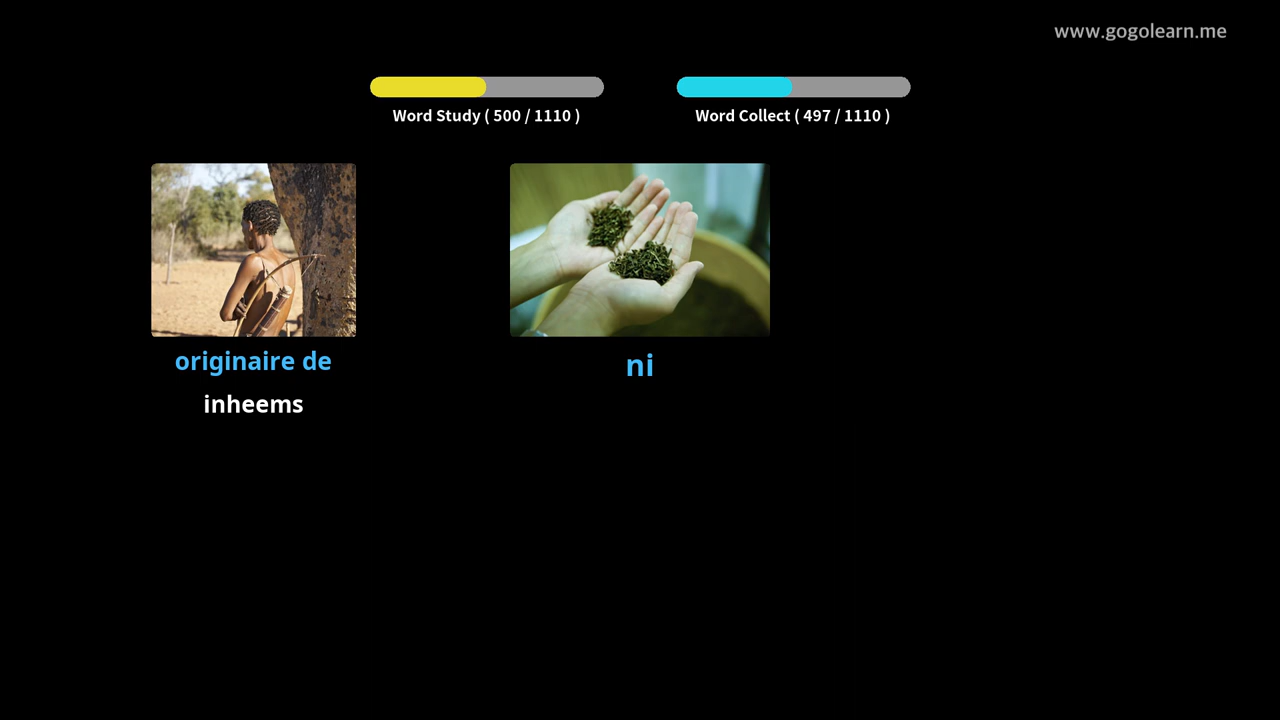 www.gogolearn.me
Word Study ( 500 / 1110 )
Word Collect ( 497 / 1110 )
originaire de
inheems
ni